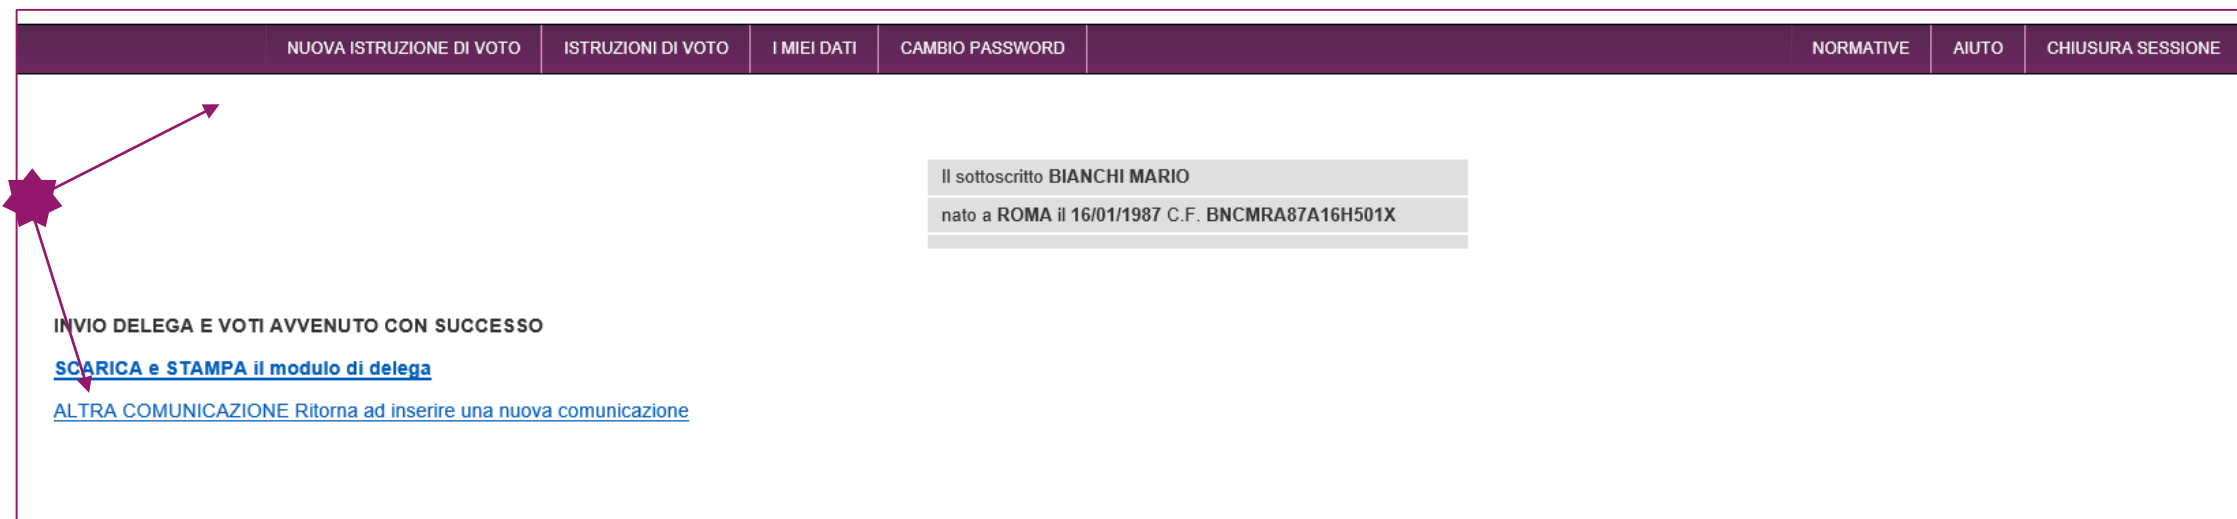 NUOVA ISTRUZIONE DI VOTO ISTRUZIONI DI VOTO I MIEI DATI CAMBIO PASSWORD NORMATIVE AIUTO CHIUSURA SESSIONE
Il sottoscritto BIANCHI MARIO
nato a ROMA il 16/01/1987 C.F. BNCMRA87A16H501X
INVIO DELEGA E VOTI AVVENUTO CON SUCCESSO
SCARICA e STAMPA il modulo di delega
ALTRA COMUNICAZIONE Ritorna ad inserire una nuova comunicazione